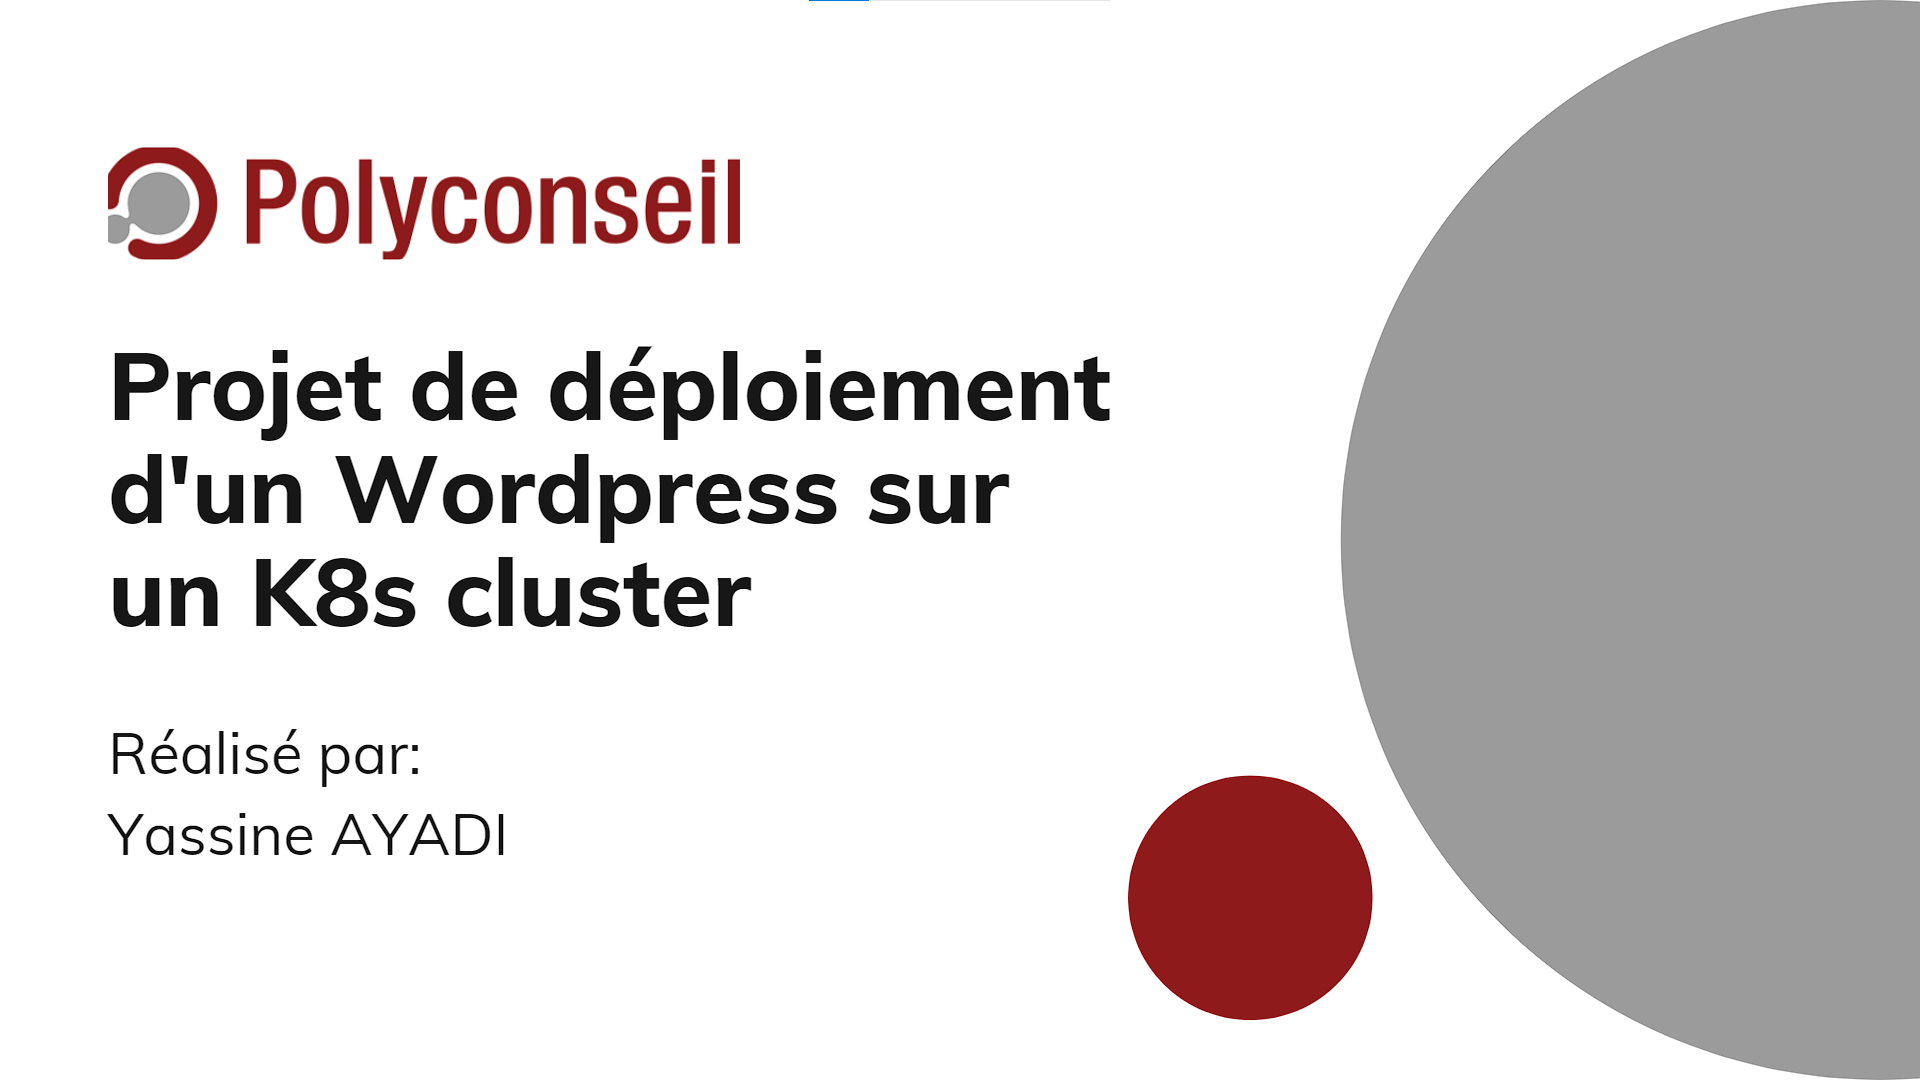 Polyconseil
Projet de déploiement
d'un Wordpress sur
un K8s cluster
Réalisé par:
Yassine AYADI